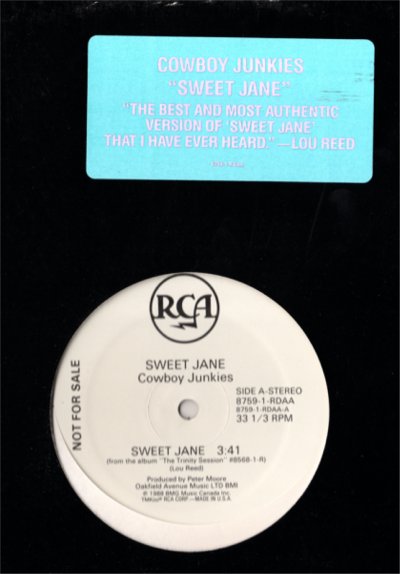 COWBOY JUNKIES
"SWEET JANE"
"THE BEST AND MOST AUTHENTIC
VERSION OF 'SWEET JANE'
THAT I HAVE EVER HEARD."—LOU REED
RCA
NOT FOR SALE
SWEET JANE
Cowboy Junkies
SIDE A-STEREO
8759-1-RDAA
8759-1-RDAA-A
33 1/3 RPM
SWEET JANE 3:41
(from the album "The Trinity Session" #8568-1-R)
(Lou Reed)
Produced by Peter Moore
Oakfield Avenue Music LTD BMI
℗ 1988 BMG Music Canada Inc.
TMK(s)® RCA CORP.—MADE IN U.S.A.